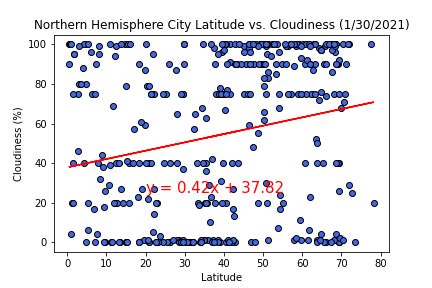 Northern Hemisphere City Latitude vs. Cloudiness (1/30/2021)
100
80
60
40
20
0
Cloudiness (%)
y = 0.42x + 37.82
0 10 20 30 40 50 60 70 80
Latitude